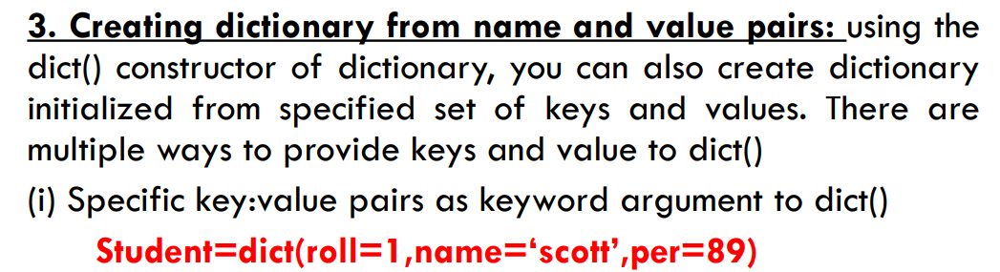 3. Creating dictionary from name and value pairs: using the
dict() constructor of dictionary, you can also create dictionary
initialized from specified set of keys and values. There are
multiple ways to provide keys and value to dict()
(i) Specific key:value pairs as keyword argument to dict()
Student=dict(roll=1,name=‘scott’,per=89)